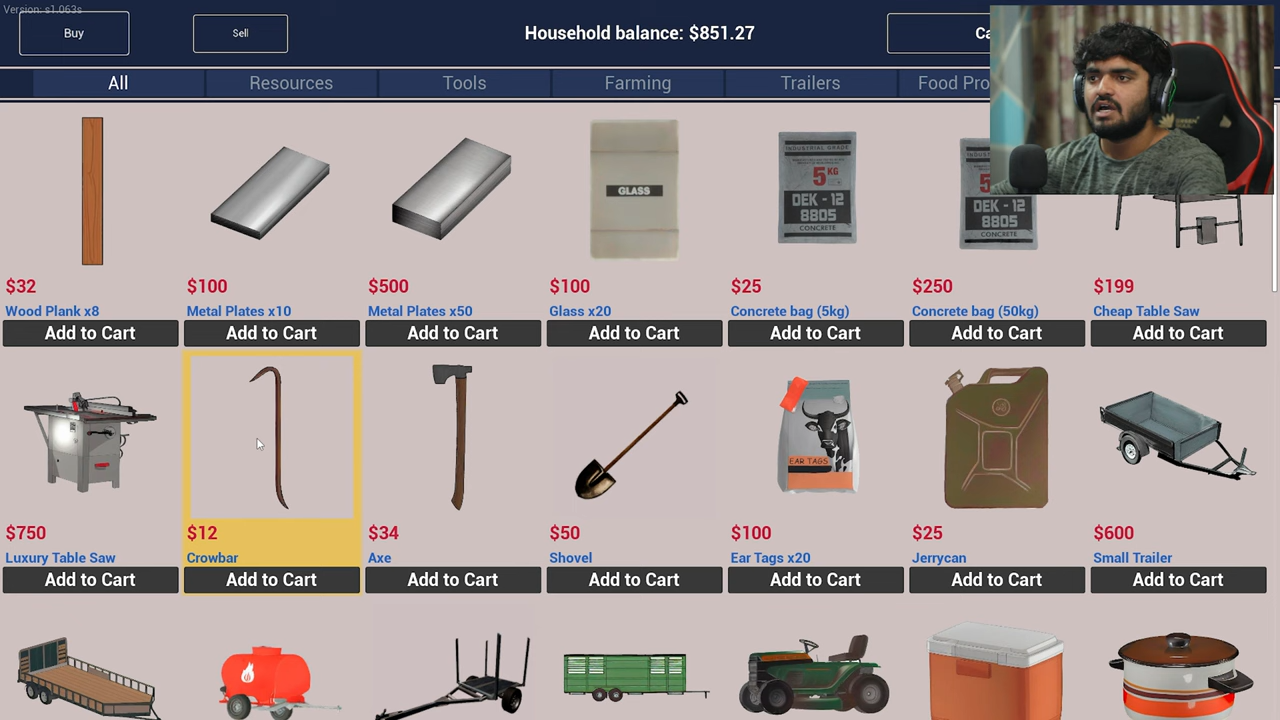 Version: s1.063s
Buy
Sell
Household balance: $851.27
Ca
All
Resources
Tools
Farming
Trailers
Food Pro
GLASS
INDUSTRIAL GRADE
5 KG
DEK - 12
8805
CONCRETE
5
DEK - 12
8805
CONCRETE
$32
$100
$500
$100
$25
$250
$199
Wood Plank x8
Metal Plates x10
Metal Plates x50
Glass x20
Concrete bag (5kg)
Concrete bag (50kg)
Cheap Table Saw
Add to Cart
Add to Cart
Add to Cart
Add to Cart
Add to Cart
Add to Cart
Add to Cart
EAR TAGS
$750
$12
$34
$50
$100
$25
$600
Luxury Table Saw
Crowbar
Axe
Shovel
Ear Tags x20
Jerrycan
Small Trailer
Add to Cart
Add to Cart
Add to Cart
Add to Cart
Add to Cart
Add to Cart
Add to Cart